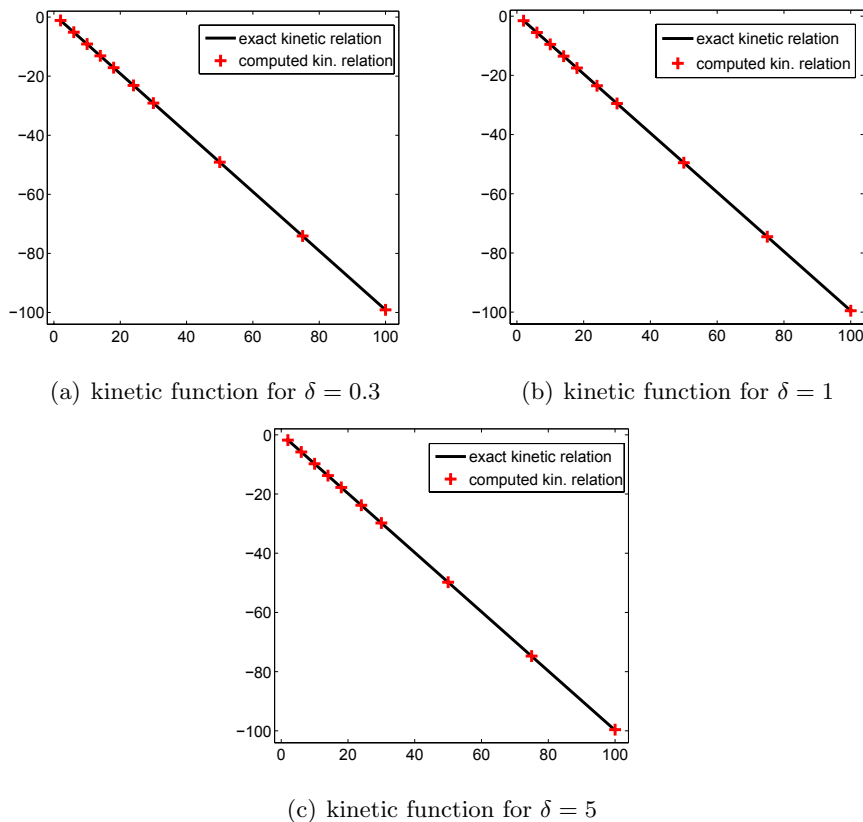 0
−20
−40
−60
−80
−100
0 20 40 60 80 100
exact kinetic relation
computed kin. relation
(a) kinetic function for δ = 0.3
0
−20
−40
−60
−80
−100
0 20 40 60 80 100
exact kinetic relation
computed kin. relation
(b) kinetic function for δ = 1
0
−20
−40
−60
−80
−100
0 20 40 60 80 100
exact kinetic relation
computed kin. relation
(c) kinetic function for δ = 5